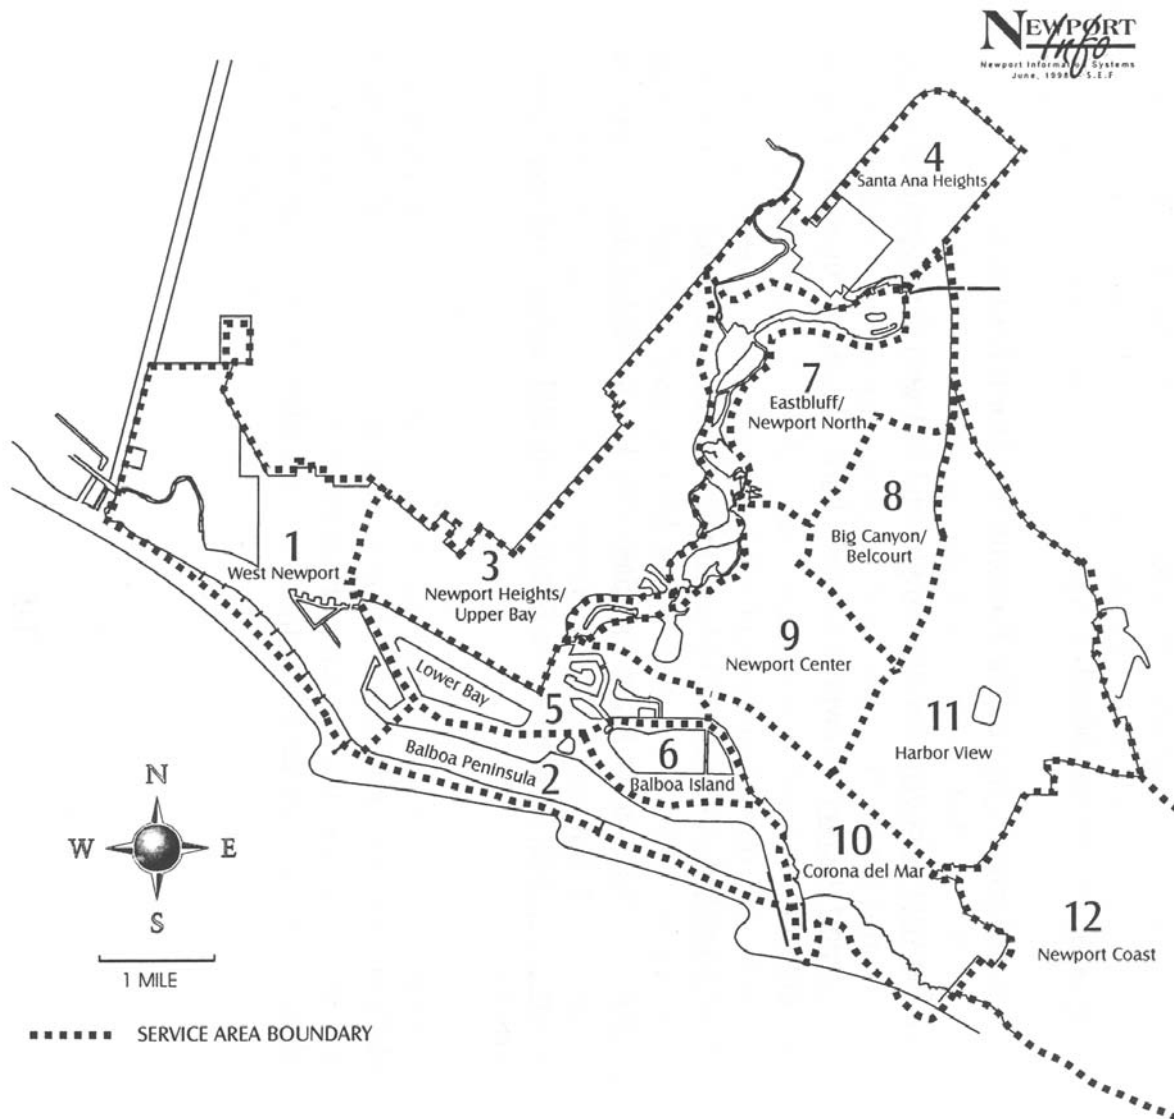 NEWPORT
Info
Newport Information Systems
June, 1998 - S.E.F
4
Santa Ana Heights
7
Eastbluff/
Newport North
8
Big Canyon/
Belcourt
1
West Newport
3
Newport Heights/
Upper Bay
9
Newport Center
Lower Bay
5
11
Harbor View
6
Balboa Island
Balboa Peninsula
2
10
Corona del Mar
12
Newport Coast
N
W
E
S
1 MILE
SERVICE AREA BOUNDARY